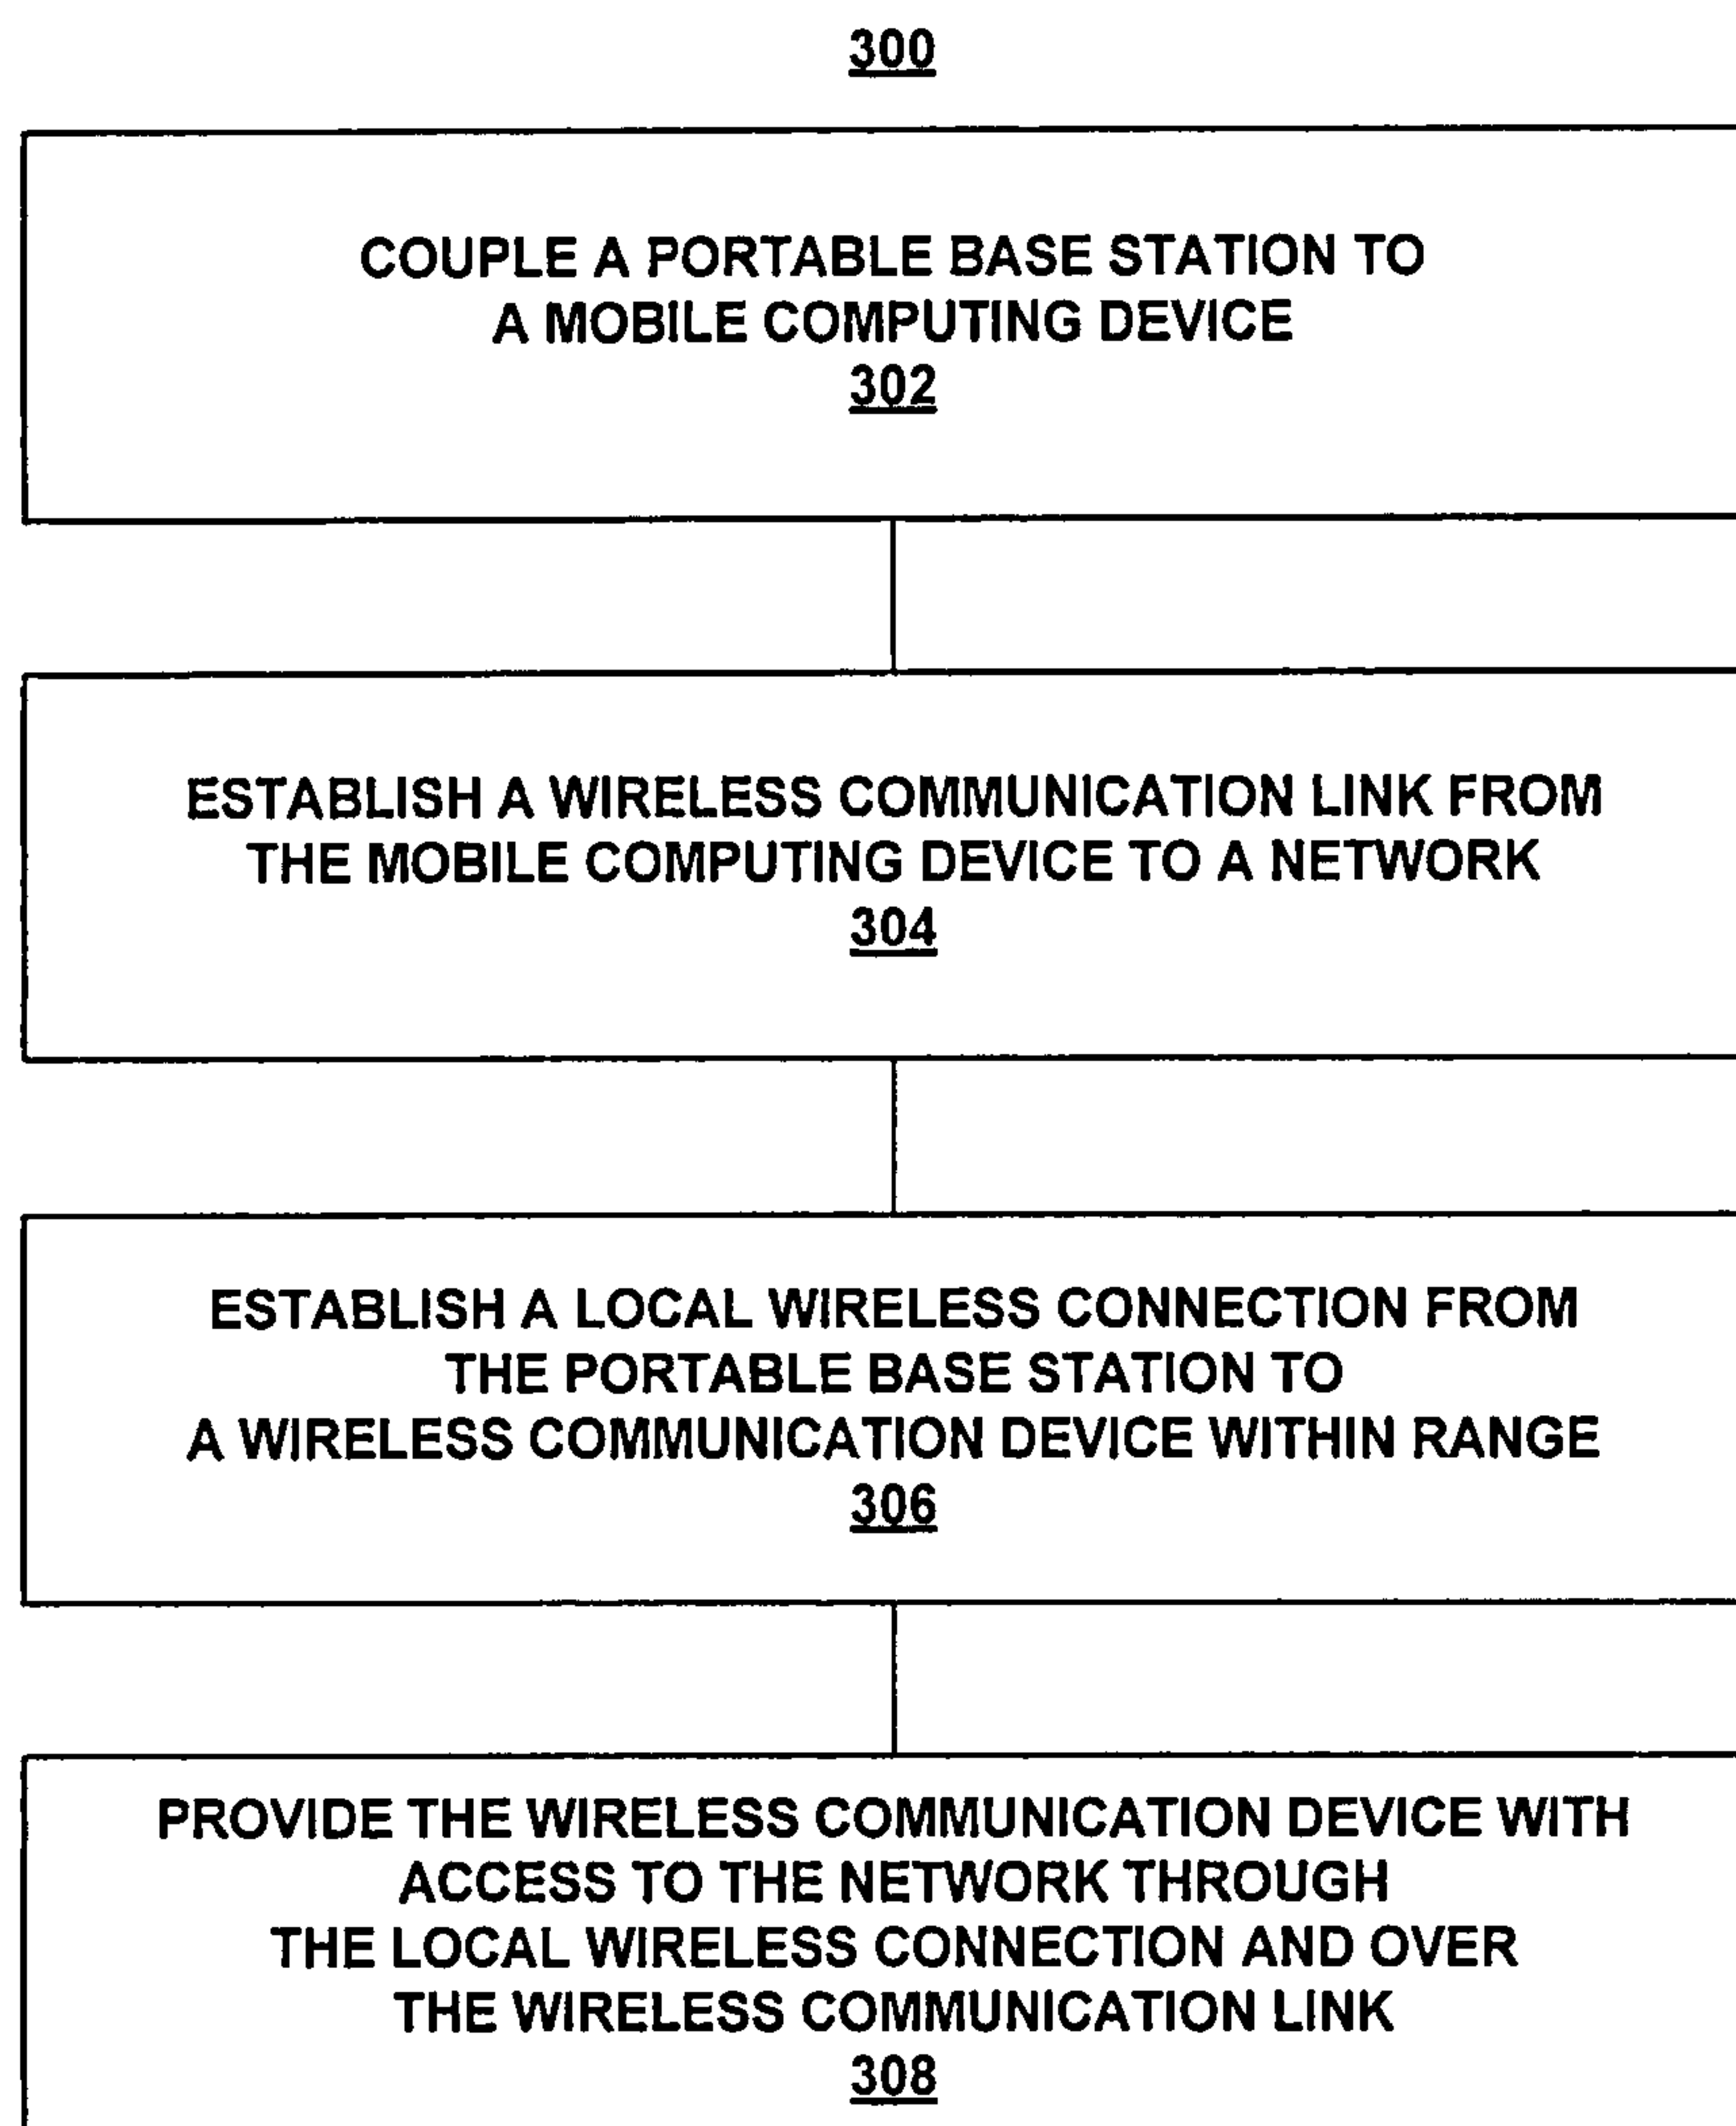 300
COUPLE A PORTABLE BASE STATION TO
A MOBILE COMPUTING DEVICE
302
ESTABLISH A WIRELESS COMMUNICATION LINK FROM
THE MOBILE COMPUTING DEVICE TO A NETWORK
304
ESTABLISH A LOCAL WIRELESS CONNECTION FROM
THE PORTABLE BASE STATION TO
A WIRELESS COMMUNICATION DEVICE WITHIN RANGE
306
PROVIDE THE WIRELESS COMMUNICATION DEVICE WITH
ACCESS TO THE NETWORK THROUGH
THE LOCAL WIRELESS CONNECTION AND OVER
THE WIRELESS COMMUNICATION LINK
308